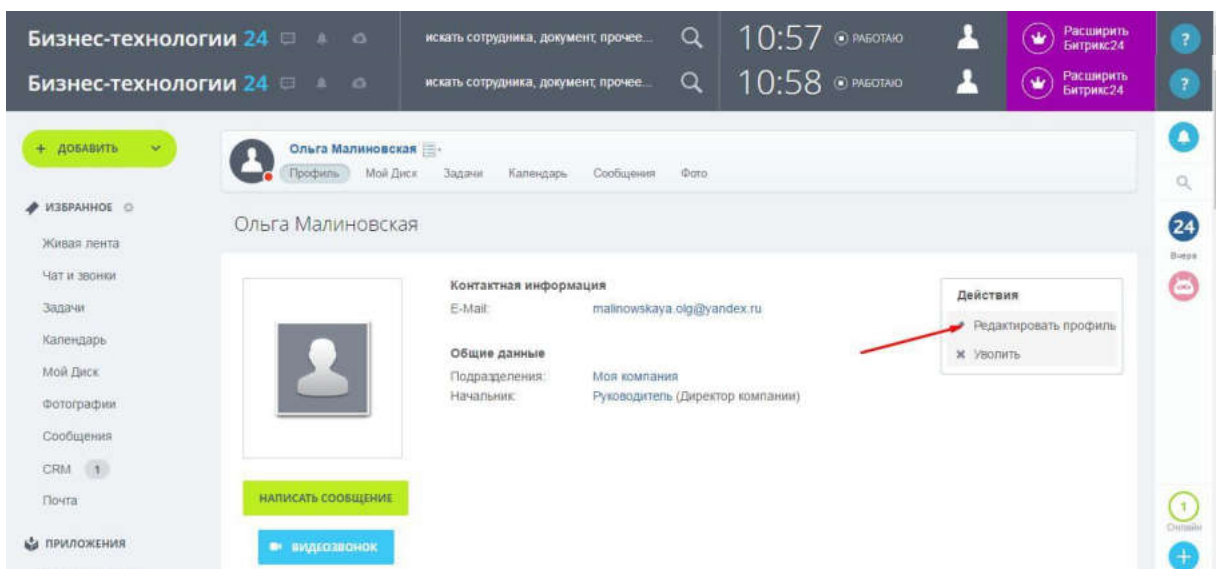 Бизнес-технологии 24 искать сотрудника, документ, прочее... 10:57 РАБОТАЮ Расширить Битрикс24 ?
Бизнес-технологии 24 искать сотрудника, документ, прочее... 10:58 РАБОТАЮ Расширить Битрикс24 ?
+ ДОБАВИТЬ
Ольга Малиновская
Профиль Мой Диск Задачи Календарь Сообщения Фото
ИЗБРАННОЕ
Ольга Малиновская
24
Вчера
Живая лента
Чат и звонки
Задачи
Календарь
Мой Диск
Фотографии
Сообщения
CRM 1
Почта
ПРИЛОЖЕНИЯ
НАПИСАТЬ СООБЩЕНИЕ
ВИДЕОЗВОНОК
Контактная информация
E-Mail: malinowskaya.olg@yandex.ru
Общие данные
Подразделения: Моя компания
Начальник: Руководитель (Директор компании)
Действия
Редактировать профиль
Уволить
1
Онлайн